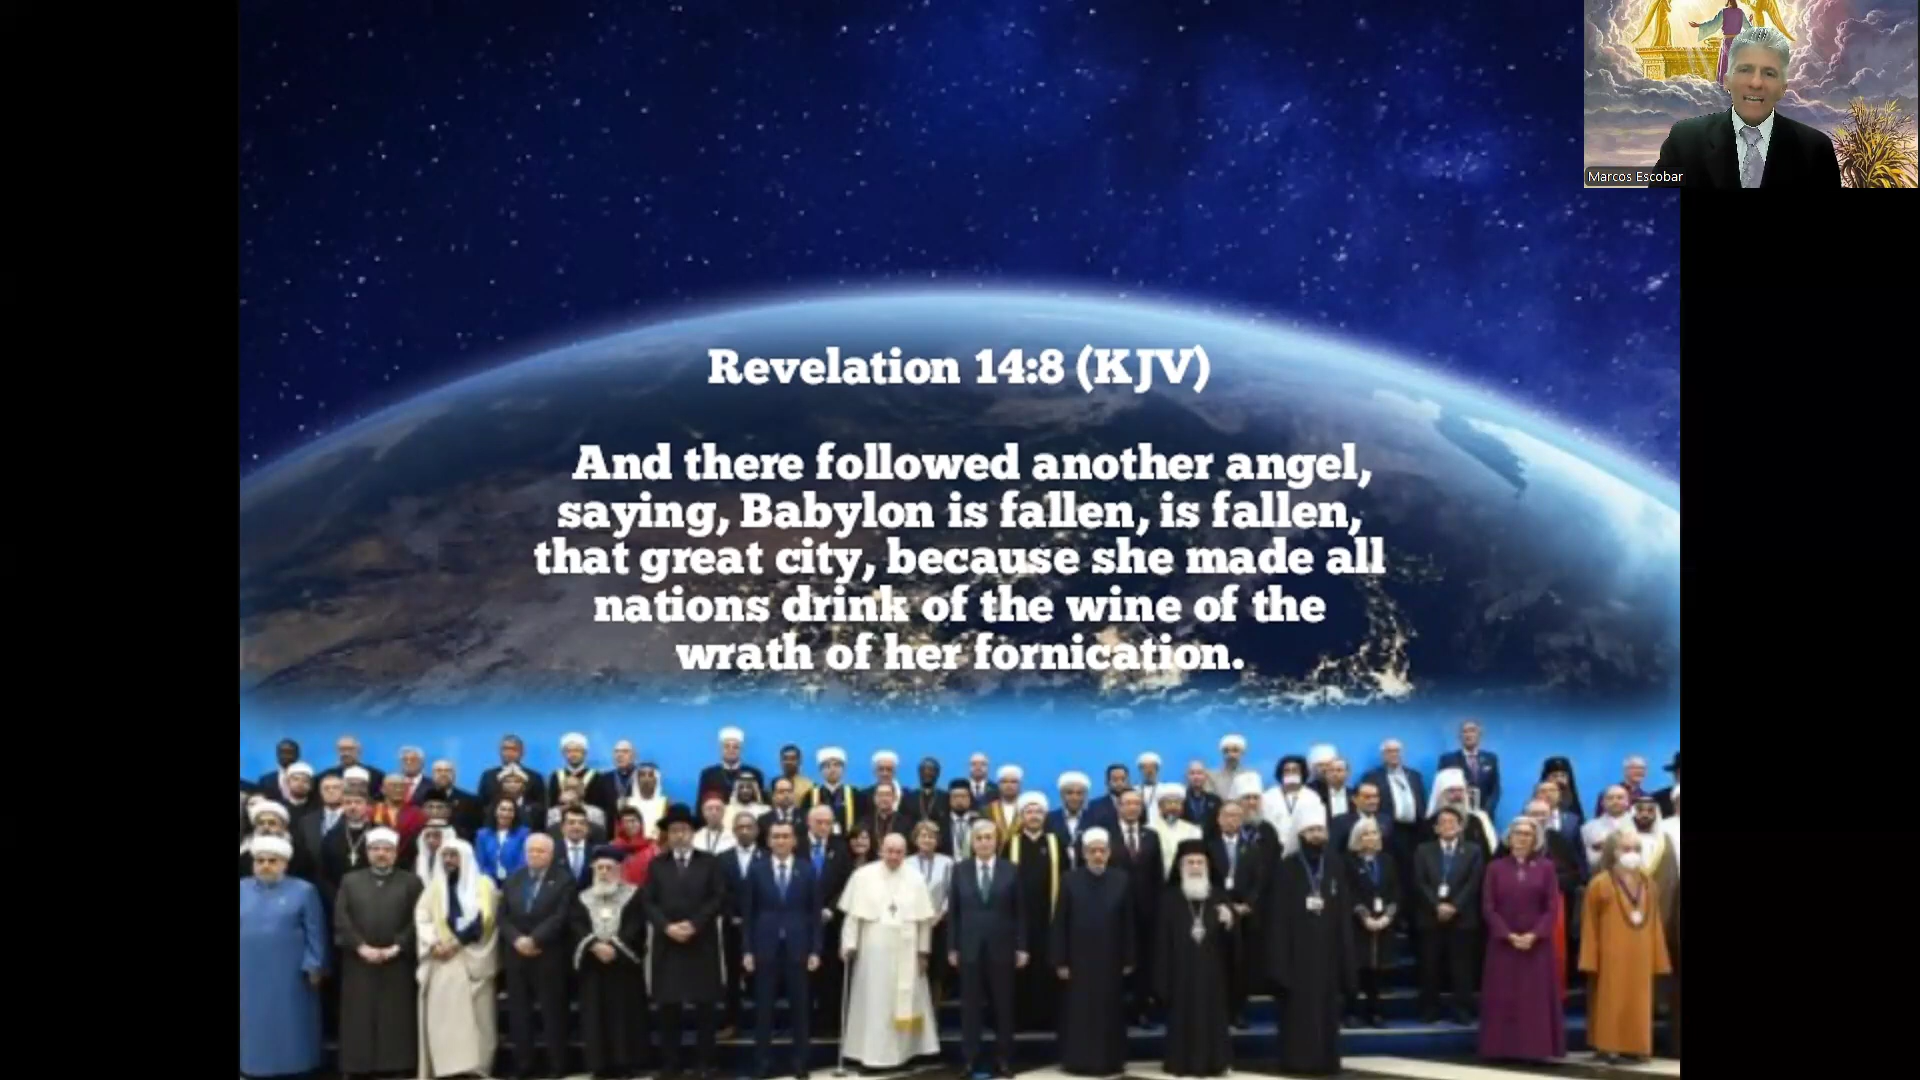 Revelation 14:8 (KJV)
And there followed another angel,
saying, Babylon is fallen, is fallen,
that great city, because she made all
nations drink of the wine of the
wrath of her fornication.
Marcos Escobar